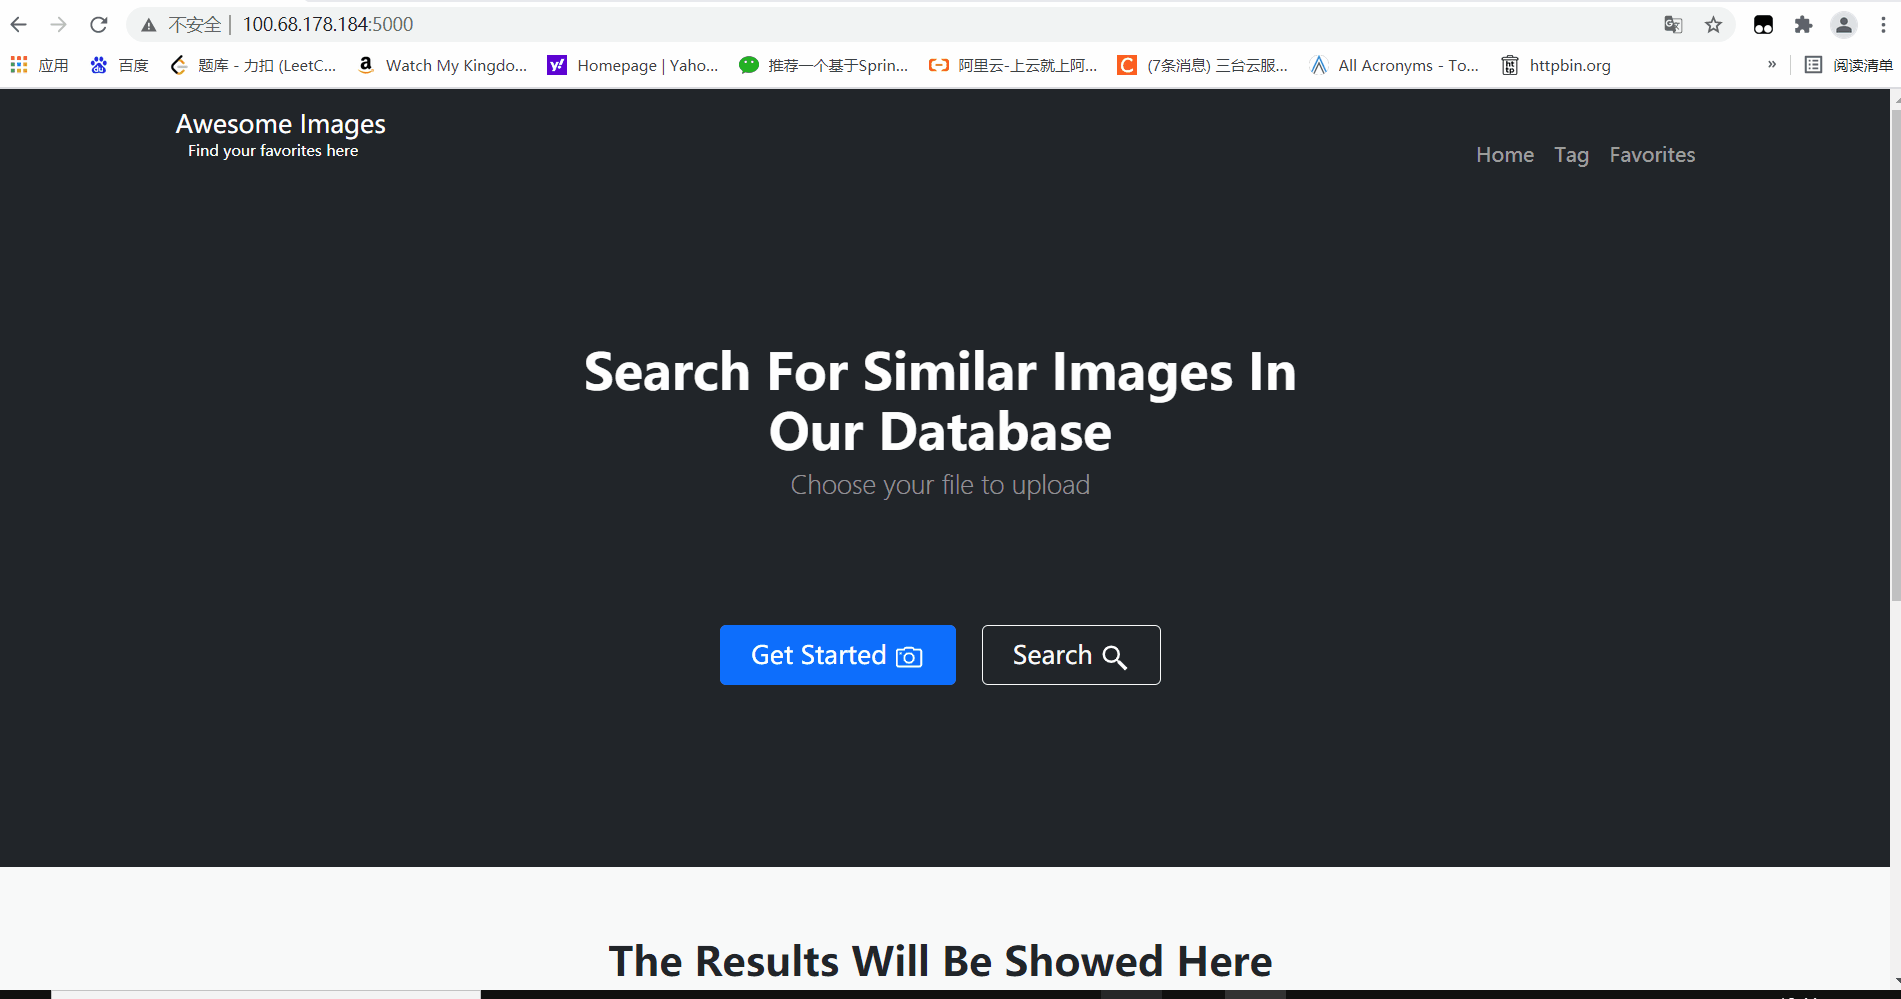 不安全 | 100.68.178.184:5000
应用 百度 题库 - 力扣 (LeetC... Watch My Kingdo... Homepage | Yaho... 推荐一个基于Sprin... 阿里云-上云就上阿... (7条消息) 三台云服... All Acronyms - To... httpbin.org » 阅读清单
Awesome Images
Find your favorites here
Home Tag Favorites
Search For Similar Images In
Our Database
Choose your file to upload
Get Started Search
The Results Will Be Showed Here